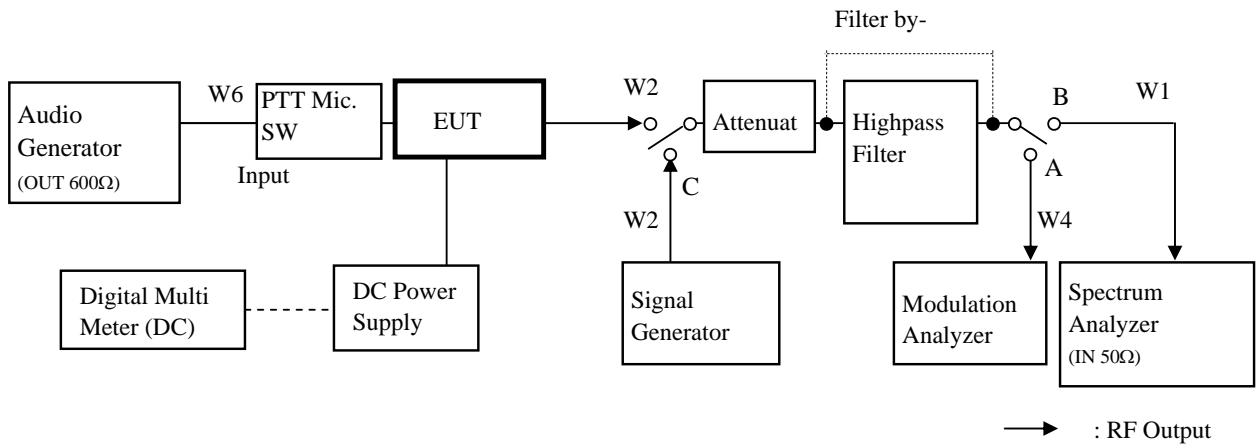 Filter by-
Audio
Generator
(OUT 600Ω)
W6
PTT Mic.
SW
Input
EUT
W2
C
W2
Attenuat
Highpass
Filter
B
A
W1
W4
Digital Multi
Meter (DC)
DC Power
Supply
Signal
Generator
Modulation
Analyzer
Spectrum
Analyzer
(IN 50Ω)
: RF Output